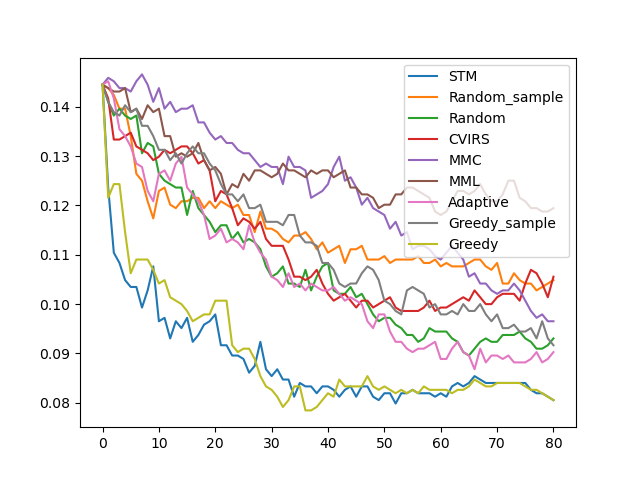 STM
Random_sample
Random
CVIRS
MMC
MML
Adaptive
Greedy_sample
Greedy
0.14
0.13
0.12
0.11
0.10
0.09
0.08
0 10 20 30 40 50 60 70 80